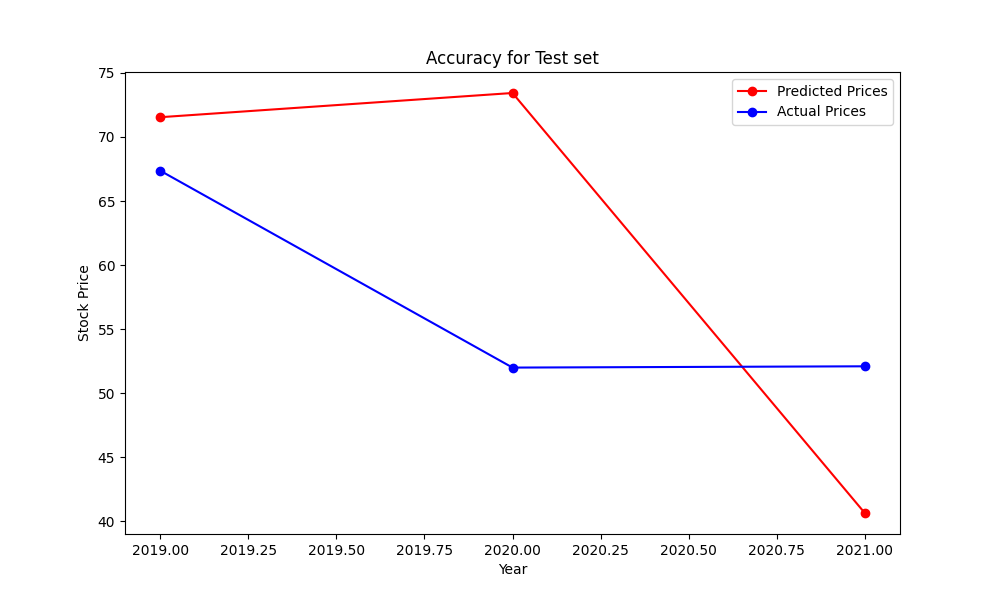 Accuracy for Test set
Predicted Prices
Actual Prices
75
70
65
60
55
50
45
40
Stock Price
2019.00 2019.25 2019.50 2019.75 2020.00 2020.25 2020.50 2020.75 2021.00
Year